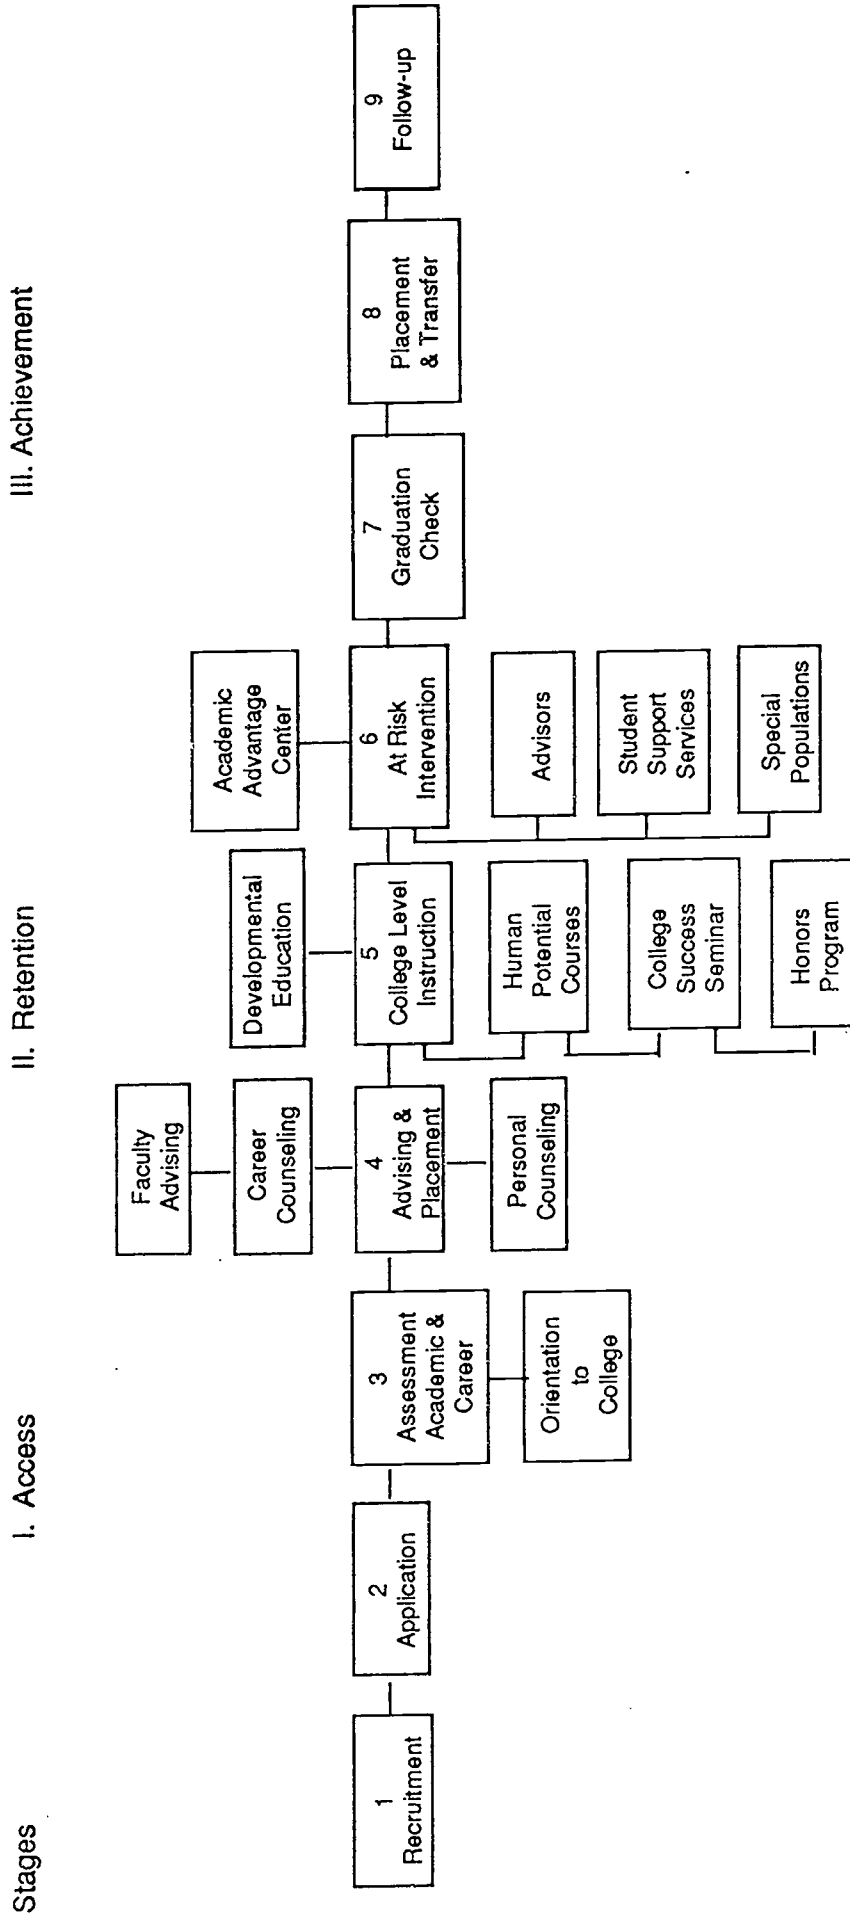 Stages
I. Access
II. Retention
III. Achievement
1
Recruitment
2
Application
3
Assessment
Academic &
Career
Orientation
to
College
Faculty
Advising
Career
Counseling
4
Advising &
Placement
Personal
Counseling
Developmental
Education
5
College Level
Instruction
Human
Potential
Courses
College
Success
Seminar
Honors
Program
Academic
Advantage
Center
6
At Risk
Intervention
Advisors
Student
Support
Services
Special
Populations
7
Graduation
Check
8
Placement
& Transfer
9
Follow-up